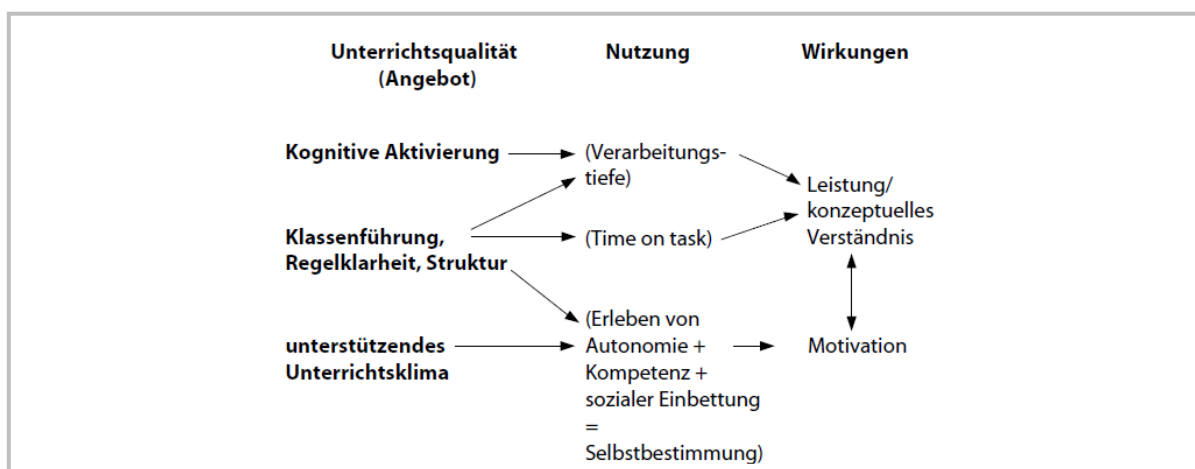 Unterrichtsqualität
(Angebot)
Nutzung
Wirkungen
Kognitive Aktivierung
(Verarbeitungs-
tiefe)
Leistung/
konzeptuelles
Verständnis
Klassenführung,
Regelklarheit, Struktur
(Time on task)
unterstützendes
Unterrichtsklima
(Erleben von
Autonomie +
Kompetenz +
sozialer Einbettung
=
Selbstbestimmung)
Motivation